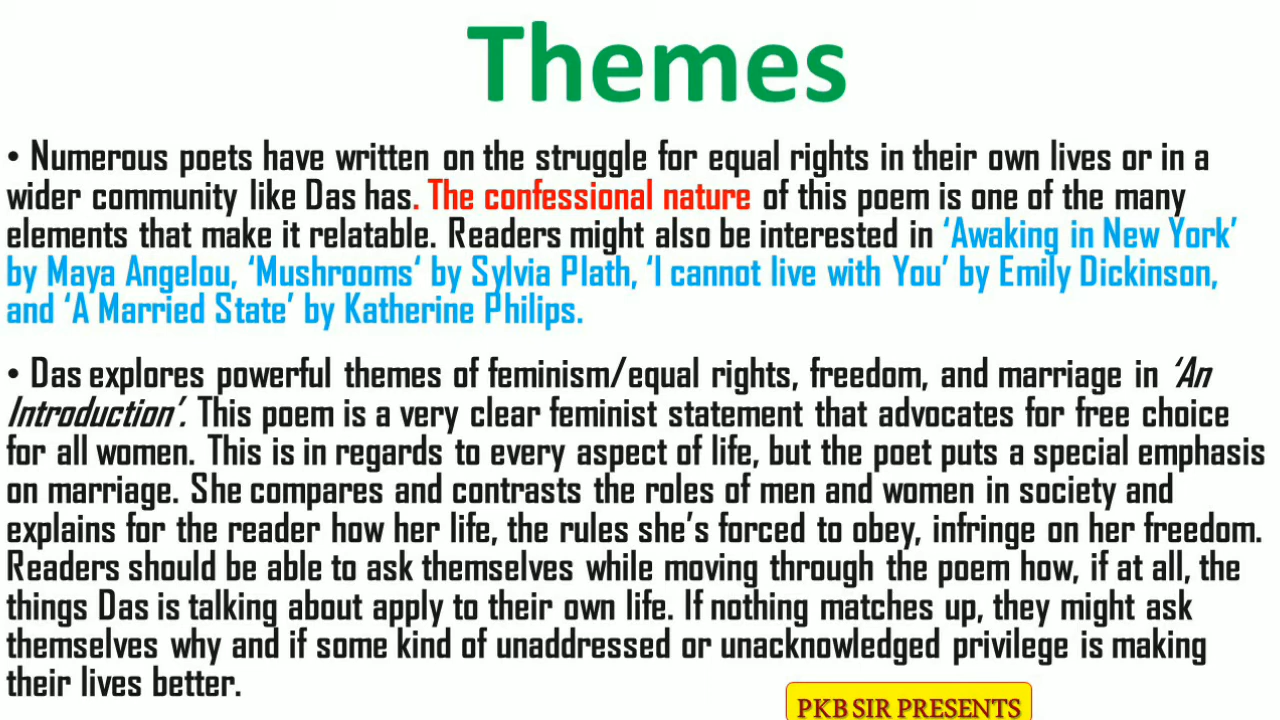 Themes
• Numerous poets have written on the struggle for equal rights in their own lives or in a
wider community like Das has. The confessional nature of this poem is one of the many
elements that make it relatable. Readers might also be interested in ‘Awaking in New York’
by Maya Angelou, ‘Mushrooms‘ by Sylvia Plath, ‘I cannot live with You’ by Emily Dickinson,
and ‘A Married State’ by Katherine Philips.
• Das explores powerful themes of feminism/equal rights, freedom, and marriage in ‘An
Introduction’. This poem is a very clear feminist statement that advocates for free choice
for all women. This is in regards to every aspect of life, but the poet puts a special emphasis
on marriage. She compares and contrasts the roles of men and women in society and
explains for the reader how her life, the rules she’s forced to obey, infringe on her freedom.
Readers should be able to ask themselves while moving through the poem how, if at all, the
things Das is talking about apply to their own life. If nothing matches up, they might ask
themselves why and if some kind of unaddressed or unacknowledged privilege is making
their lives better.
PKB SIR PRESENTS